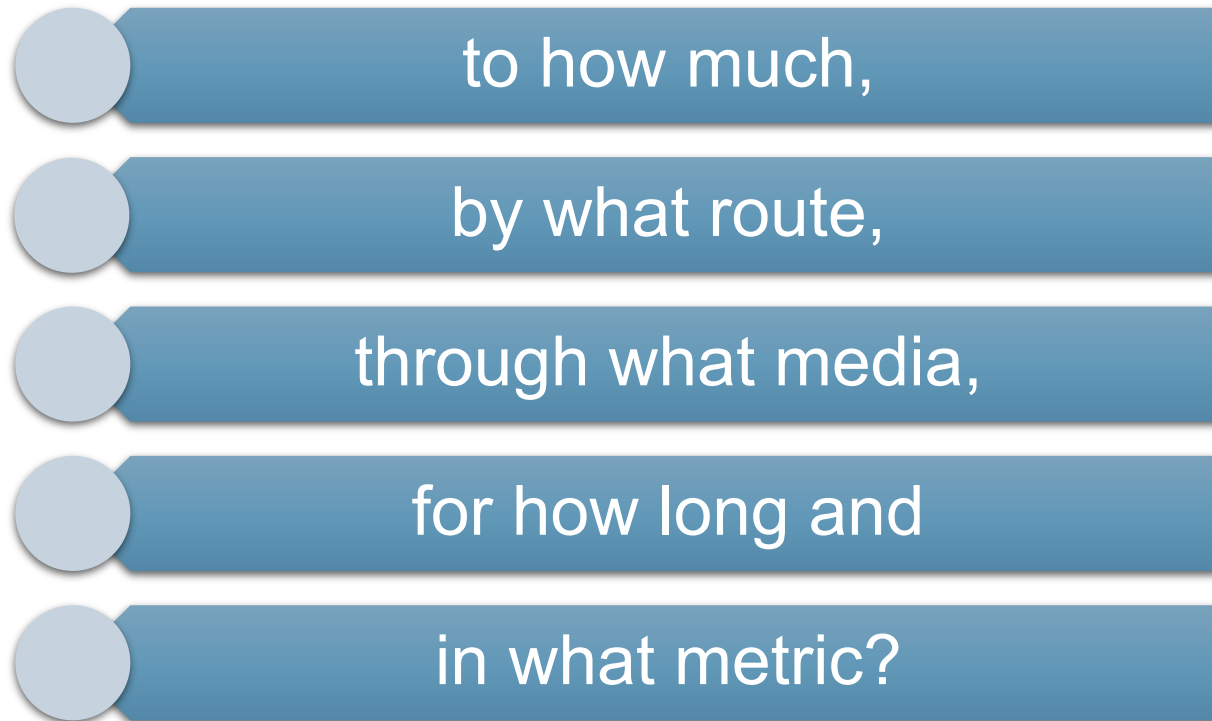 to how much,
by what route,
through what media,
for how long and
in what metric?